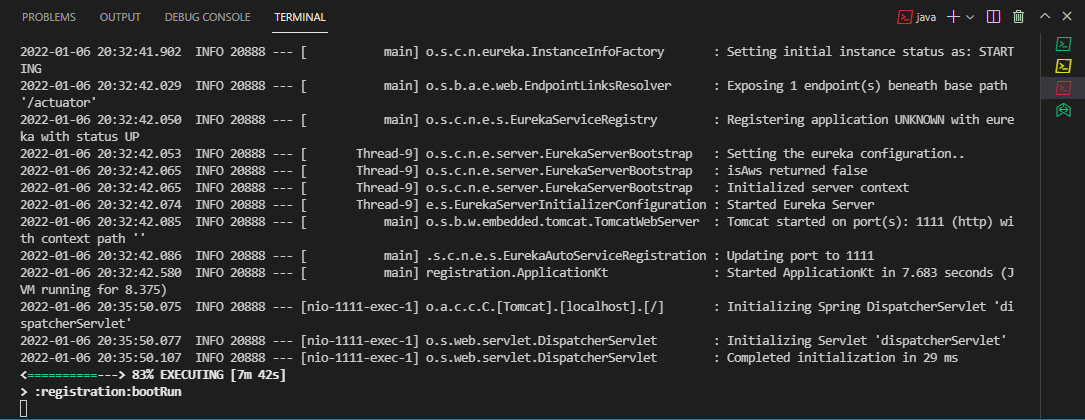 PROBLEMS OUTPUT DEBUG CONSOLE TERMINAL java
2022-01-06 20:32:41.902  INFO 20888 --- [           main] o.s.c.n.eureka.InstanceInfoFactory       : Setting initial instance status as: START
ING
2022-01-06 20:32:42.029  INFO 20888 --- [           main] o.s.b.a.e.web.EndpointLinksResolver      : Exposing 1 endpoint(s) beneath base path
'/actuator'
2022-01-06 20:32:42.050  INFO 20888 --- [           main] o.s.c.n.e.s.EurekaServiceRegistry        : Registering application UNKNOWN with eure
ka with status UP
2022-01-06 20:32:42.053  INFO 20888 --- [       Thread-9] o.s.c.n.e.server.EurekaServerBootstrap   : Setting the eureka configuration..
2022-01-06 20:32:42.065  INFO 20888 --- [       Thread-9] o.s.c.n.e.server.EurekaServerBootstrap   : isAws returned false
2022-01-06 20:32:42.065  INFO 20888 --- [       Thread-9] o.s.c.n.e.server.EurekaServerBootstrap   : Initialized server context
2022-01-06 20:32:42.074  INFO 20888 --- [       Thread-9] e.s.EurekaServerInitializerConfiguration : Started Eureka Server
2022-01-06 20:32:42.085  INFO 20888 --- [           main] o.s.b.w.embedded.tomcat.TomcatWebServer  : Tomcat started on port(s): 1111 (http) wi
th context path ''
2022-01-06 20:32:42.086  INFO 20888 --- [           main] .s.c.n.e.s.EurekaAutoServiceRegistration : Updating port to 1111
2022-01-06 20:32:42.580  INFO 20888 --- [           main] registration.ApplicationKt               : Started ApplicationKt in 7.683 seconds (J
VM running for 8.375)
2022-01-06 20:35:50.075  INFO 20888 --- [nio-1111-exec-1] o.a.c.c.C.[Tomcat].[localhost].[/]       : Initializing Spring DispatcherServlet 'di
spatcherServlet'
2022-01-06 20:35:50.077  INFO 20888 --- [nio-1111-exec-1] o.s.web.servlet.DispatcherServlet        : Initializing Servlet 'dispatcherServlet'
2022-01-06 20:35:50.107  INFO 20888 --- [nio-1111-exec-1] o.s.web.servlet.DispatcherServlet        : Completed initialization in 29 ms
<==========---> 83% EXECUTING [7m 42s]
> :registration:bootRun